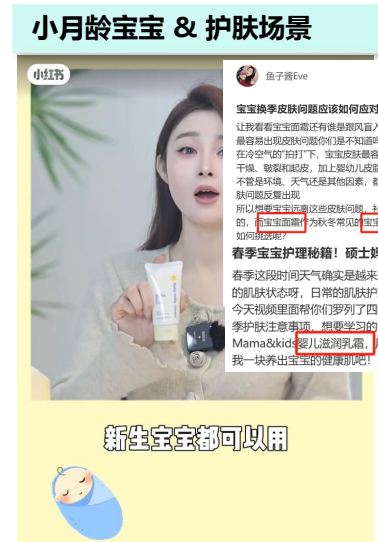 小月龄宝宝 & 护肤场景
小红书
鱼子酱Eve
宝宝换季皮肤问题应该如何应对
让我看看宝宝面霜还有谁是跟风盲入
最容易出现皮肤问题你们是不知道
在冷空气的“拍打”下，宝宝皮肤最容
干燥、皲裂和起皮，加上婴幼儿皮
不管是环境、天气还是其他因素，
肤问题反复出现
所以想要宝宝远离这些皮肤问题，
的，而宝宝面霜作为秋冬常见的宝宝
如何挑选呢？
春季宝宝护理秘籍！硕士
春季这段时间天气确实是越来
的肌肤状态呀，日常的肌肤护
今天视频里面帮你们罗列了四
季护肤注意事项，想要学习的
Mama&kids婴儿滋润乳霜，
我一块养出宝宝的健康肌吧！
新生宝宝都可以用